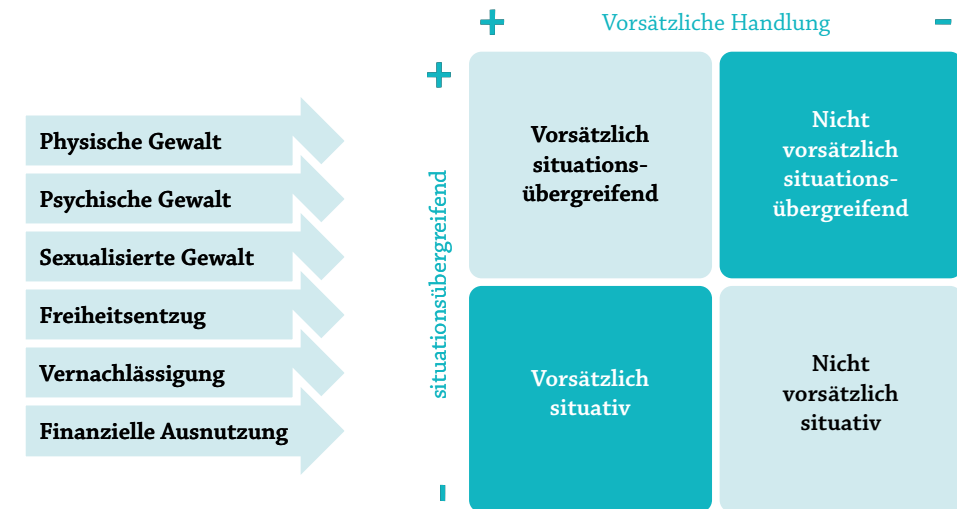 Physische Gewalt
Psychische Gewalt
Sexualisierte Gewalt
Freiheitsentzug
Vernachlässigung
Finanzielle Ausnutzung
+ Vorsätzliche Handlung -
+
situationsübergreifend
-
Vorsätzlich
situations-
übergreifend
Nicht
vorsätzlich
situations-
übergreifend
Vorsätzlich
situativ
Nicht
vorsätzlich
situativ